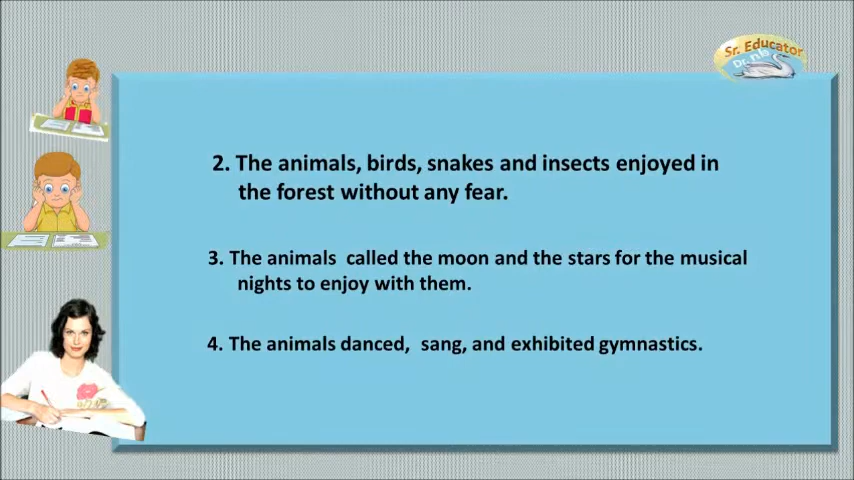 Sr. Educator
Dr. nb
2. The animals, birds, snakes and insects enjoyed in
the forest without any fear.
3. The animals called the moon and the stars for the musical
nights to enjoy with them.
4. The animals danced, sang, and exhibited gymnastics.